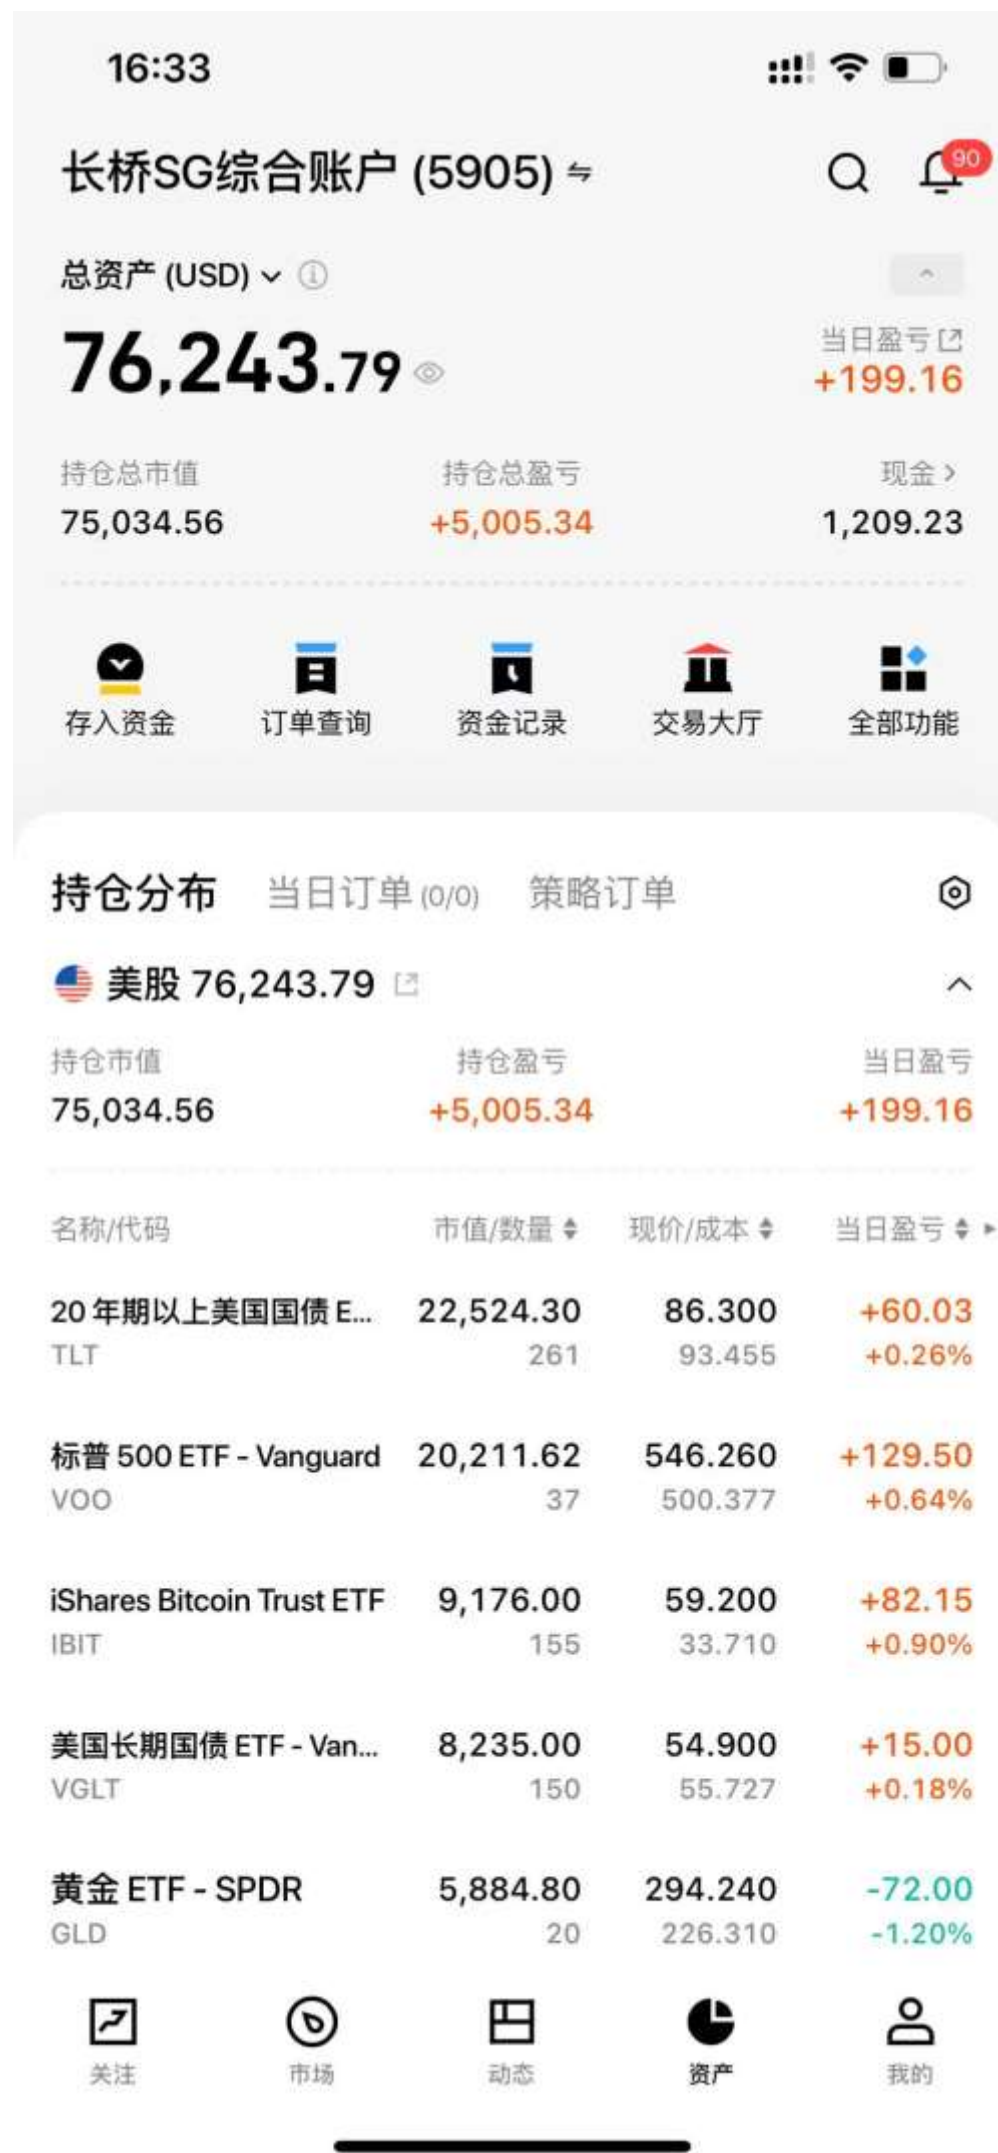 16:33
长桥SG综合账户 (5905)
90
总资产 (USD)
76,243.79
当日盈亏
+199.16
持仓总市值 持仓总盈亏 现金
75,034.56 +5,005.34 1,209.23
存入资金 订单查询 资金记录 交易大厅 全部功能
持仓分布 当日订单 (0/0) 策略订单
美股 76,243.79
持仓市值 持仓盈亏 当日盈亏
75,034.56 +5,005.34 +199.16
名称/代码 市值/数量 现价/成本 当日盈亏
20 年期以上美国国债 E... 22,524.30 86.300 +60.03
TLT 261 93.455 +0.26%
标普 500 ETF - Vanguard 20,211.62 546.260 +129.50
VOO 37 500.377 +0.64%
iShares Bitcoin Trust ETF 9,176.00 59.200 +82.15
IBIT 155 33.710 +0.90%
美国长期国债 ETF - Van... 8,235.00 54.900 +15.00
VGLT 150 55.727 +0.18%
黄金 ETF - SPDR 5,884.80 294.240 -72.00
GLD 20 226.310 -1.20%
关注 市场 动态 资产 我的